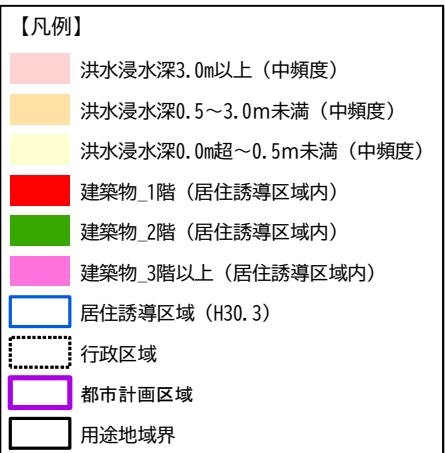 【凡例】
洪水浸水深3.0m以上（中頻度）
洪水浸水深0.5～3.0m未満（中頻度）
洪水浸水深0.0m超～0.5m未満（中頻度）
建築物_1階（居住誘導区域内）
建築物_2階（居住誘導区域内）
建築物_3階以上（居住誘導区域内）
居住誘導区域（H30.3）
行政区域
都市計画区域
用途地域界